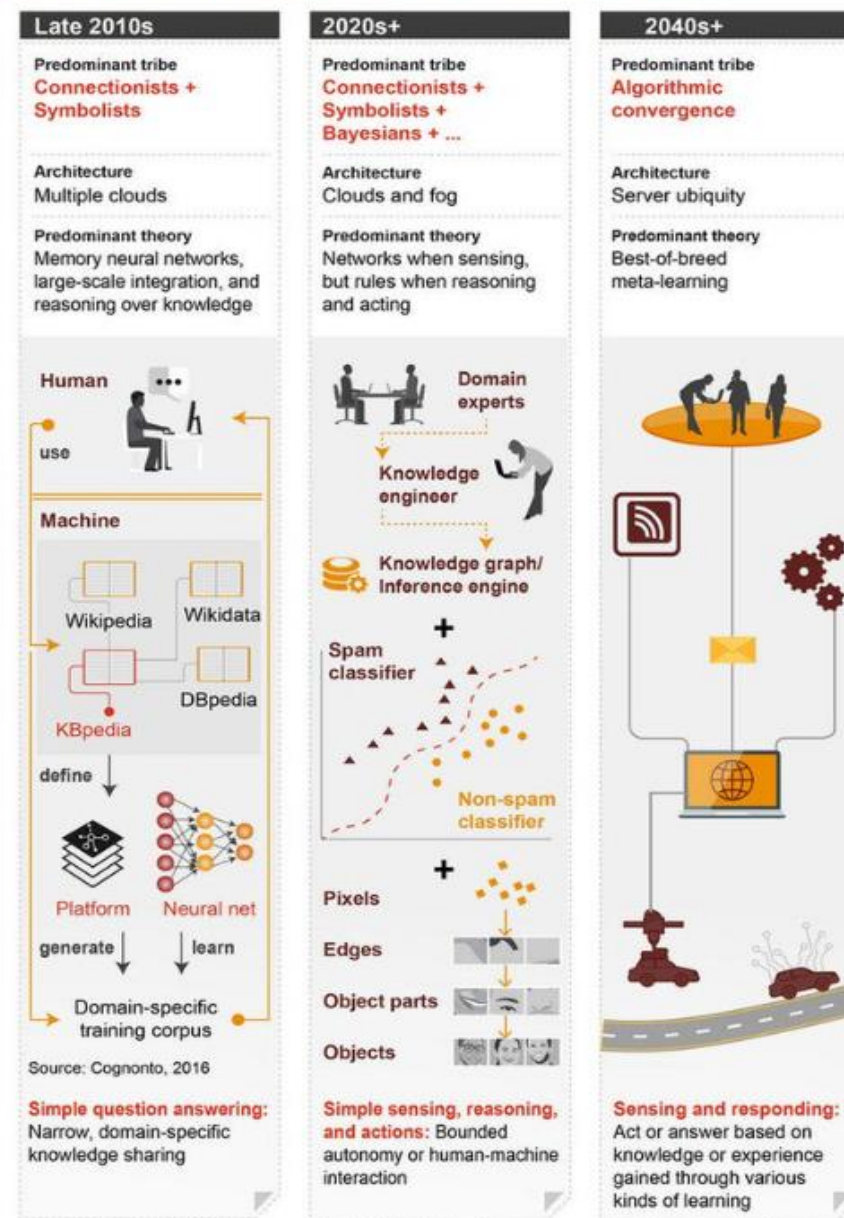 Late 2010s
Predominant tribe
Connectionists +
Symbolists
Architecture
Multiple clouds
Predominant theory
Memory neural networks,
large-scale integration, and
reasoning over knowledge
Human
use
Machine
Wikipedia
Wikidata
DBpedia
KBpedia
define
Platform
Neural net
generate
learn
Domain-specific
training corpus
Source: Cognonto, 2016
Simple question answering:
Narrow, domain-specific
knowledge sharing
2020s+
Predominant tribe
Connectionists +
Symbolists +
Bayesians + ...
Architecture
Clouds and fog
Predominant theory
Networks when sensing,
but rules when reasoning
and acting
Domain
experts
Knowledge
engineer
Knowledge graph/
Inference engine
+
Spam
classifier
Non-spam
classifier
+
Pixels
Edges
Object parts
Objects
Simple sensing, reasoning,
and actions: Bounded
autonomy or human-machine
interaction
2040s+
Predominant tribe
Algorithmic
convergence
Architecture
Server ubiquity
Predominant theory
Best-of-breed
meta-learning
Sensing and responding:
Act or answer based on
knowledge or experience
gained through various
kinds of learning